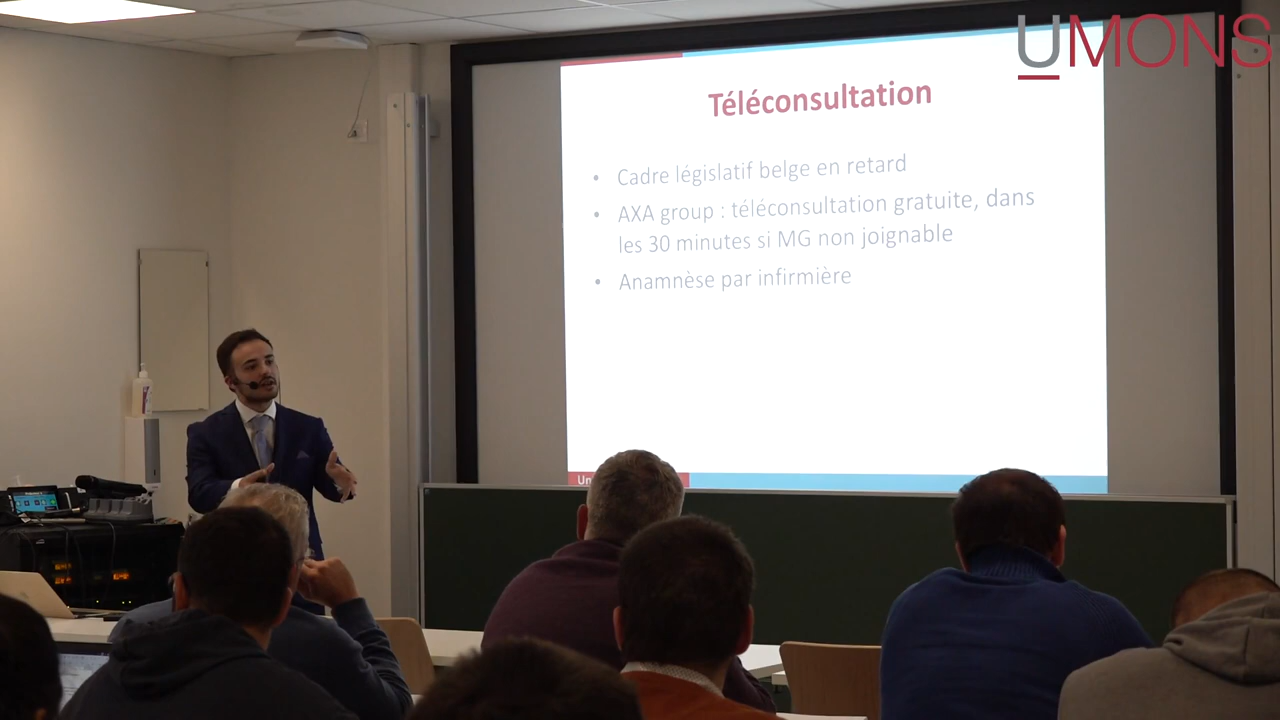 UMONS
Téléconsultation
• Cadre législatif belge en retard
• AXA group : téléconsultation gratuite, dans
les 30 minutes si MG non joignable
• Anamnèse par infirmière